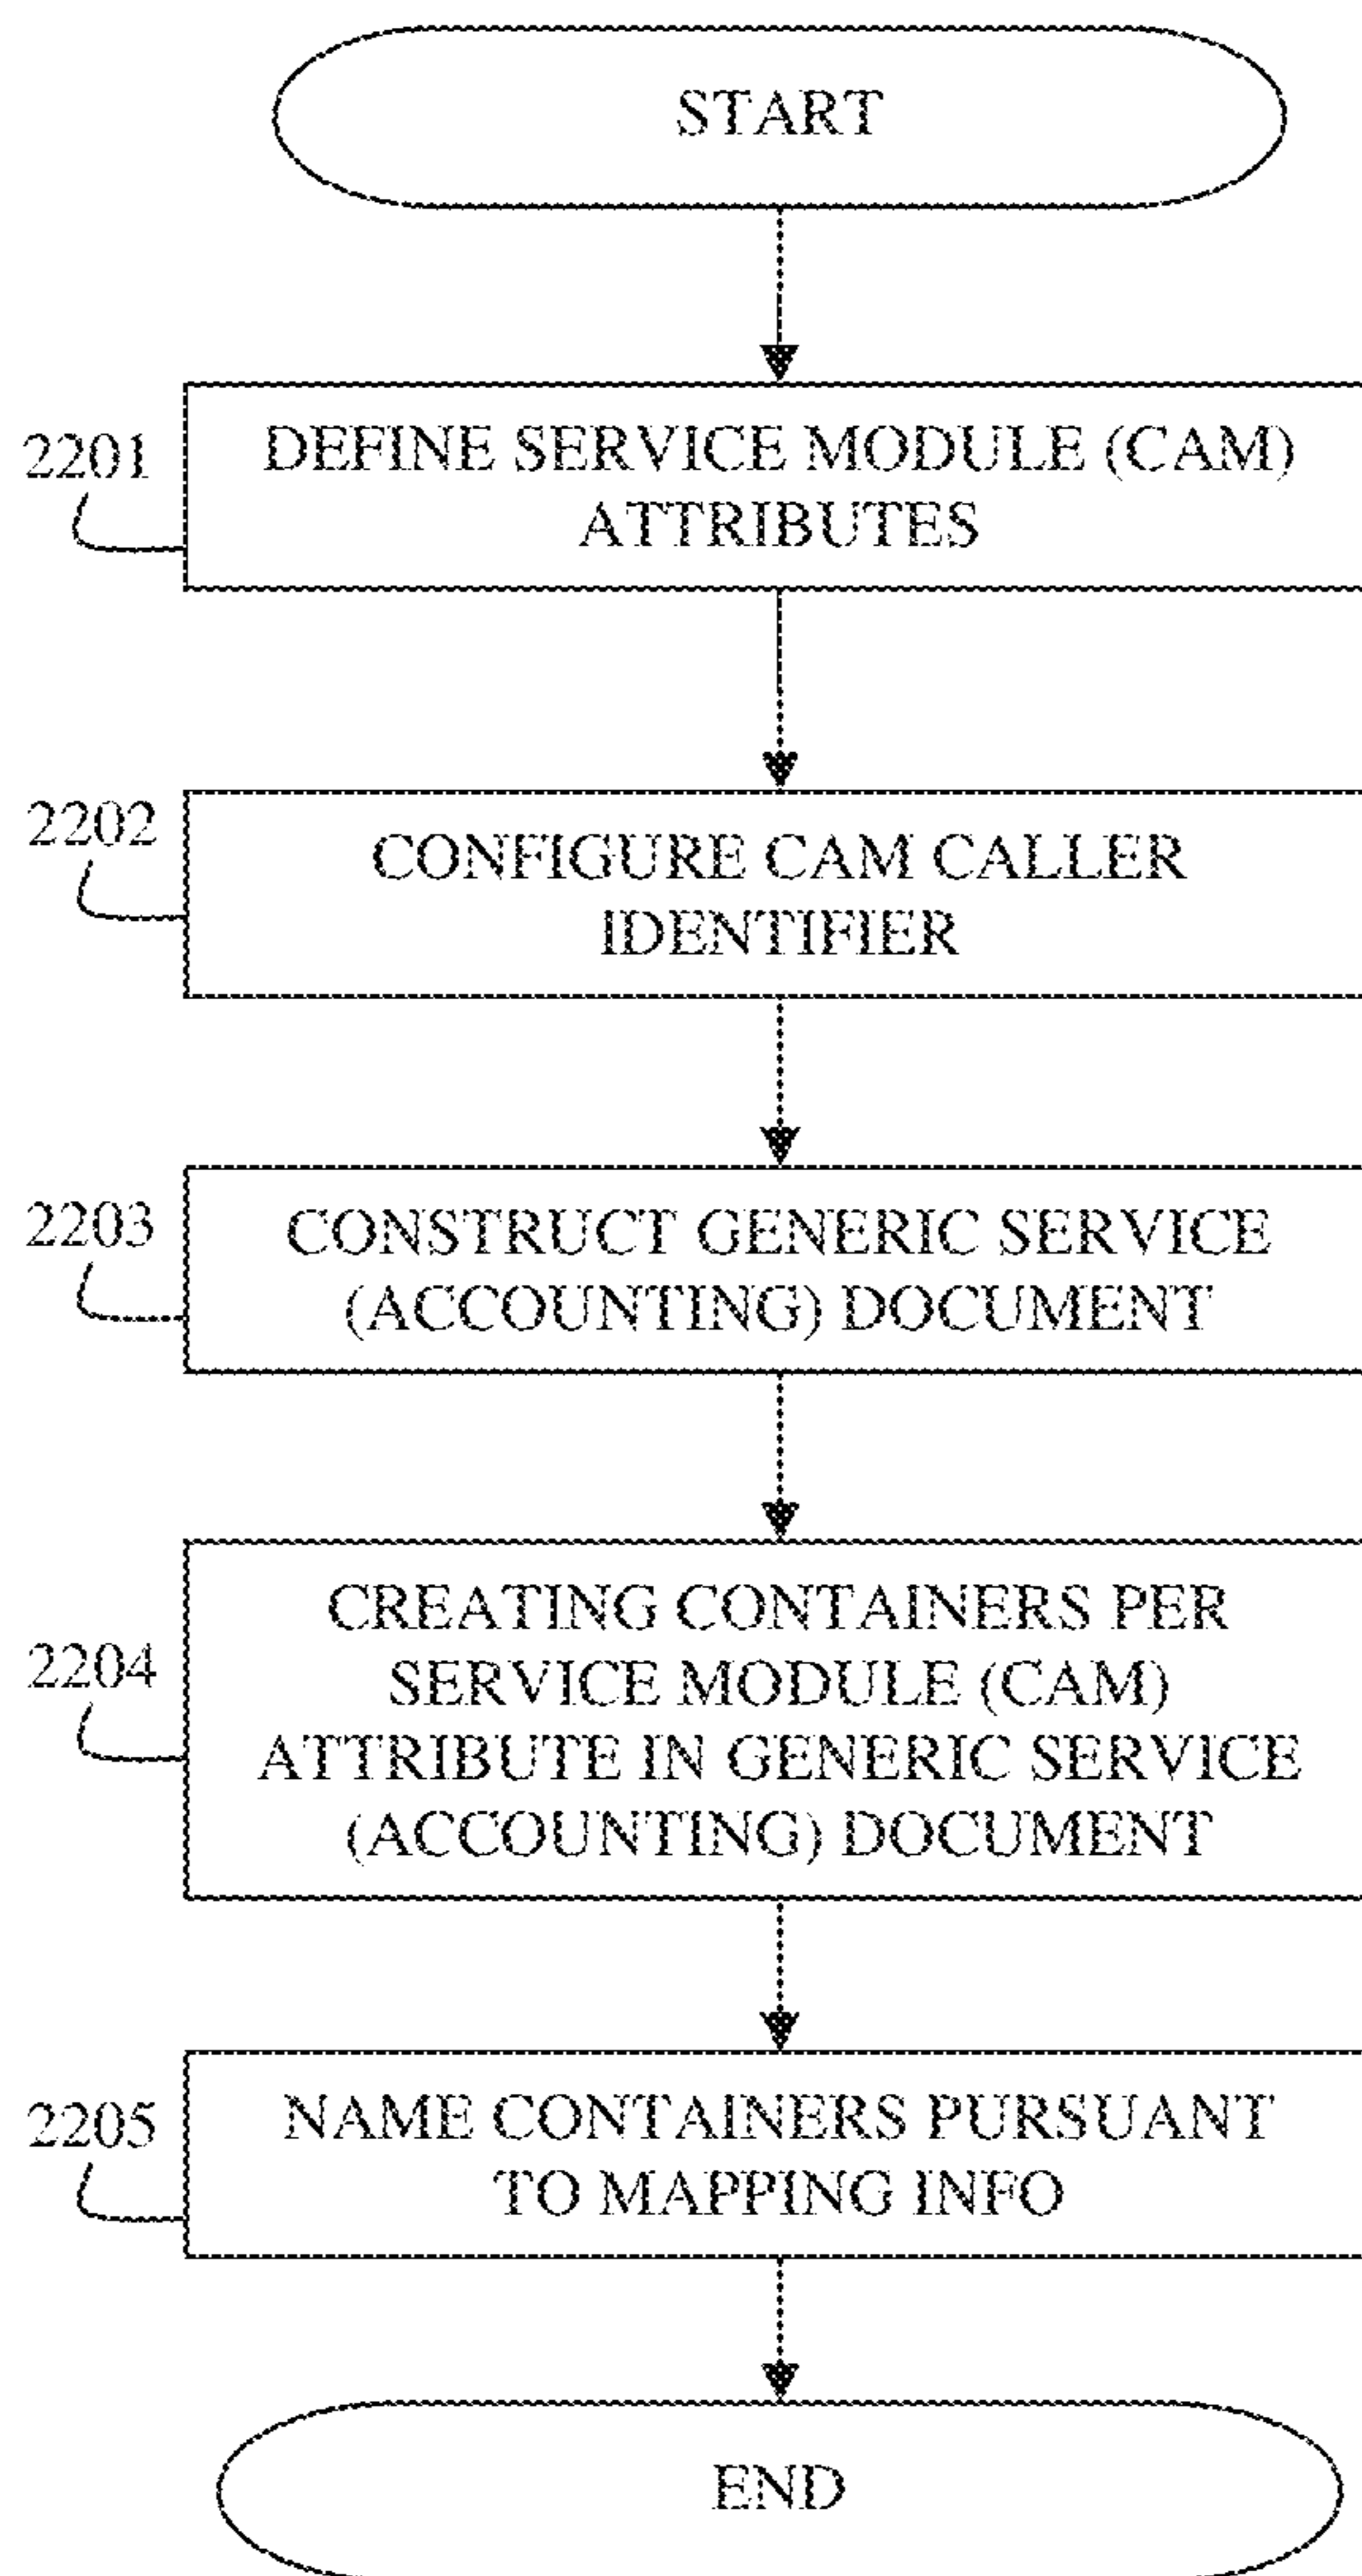 START
2201
DEFINE SERVICE MODULE (CAM)
ATTRIBUTES
2202
CONFIGURE CAM CALLER
IDENTIFIER
2203
CONSTRUCT GENERIC SERVICE
(ACCOUNTING) DOCUMENT
2204
CREATING CONTAINERS PER
SERVICE MODULE (CAM)
ATTRIBUTE IN GENERIC SERVICE
(ACCOUNTING) DOCUMENT
2205
NAME CONTAINERS PURSUANT
TO MAPPING INFO
END